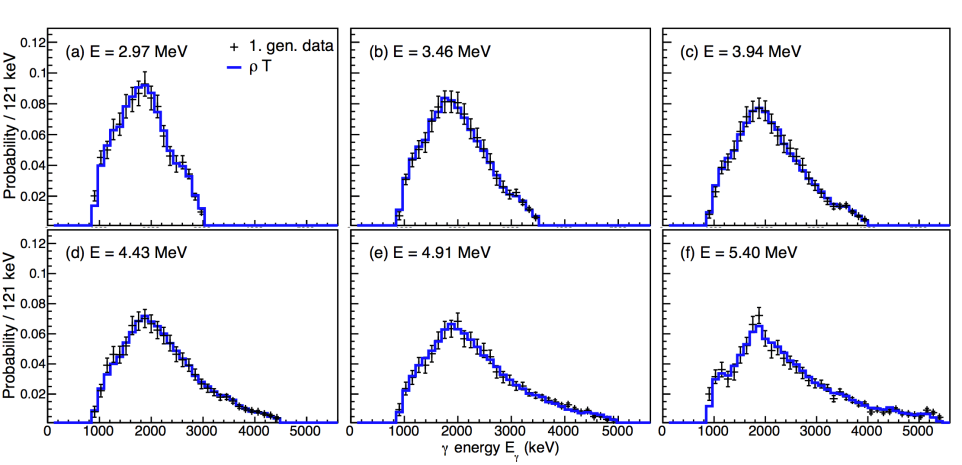 Probability / 121 keV
0.12
0.1
0.08
0.06
0.04
0.02
(a) E = 2.97 MeV
1. gen. data
ρ T
(b) E = 3.46 MeV
(c) E = 3.94 MeV
Probability / 121 keV
0.12
0.1
0.08
0.06
0.04
0.02
(d) E = 4.43 MeV
(e) E = 4.91 MeV
(f) E = 5.40 MeV
0 1000 2000 3000 4000 5000
0 1000 2000 3000 4000 5000
0 1000 2000 3000 4000 5000
γ energy Eγ (keV)